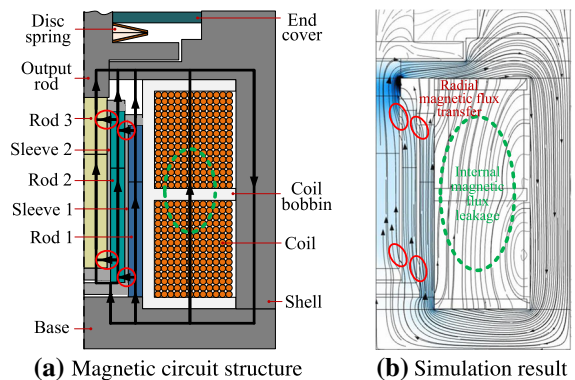 Disc
spring
End
cover
Output
rod
Rod 3
Sleeve 2
Rod 2
Sleeve 1
Rod 1
Base
Coil
bobbin
Coil
Shell
(a) Magnetic circuit structure
Radial
magnetic flux
transfer
Internal
magnetic
flux
leakage
(b) Simulation result